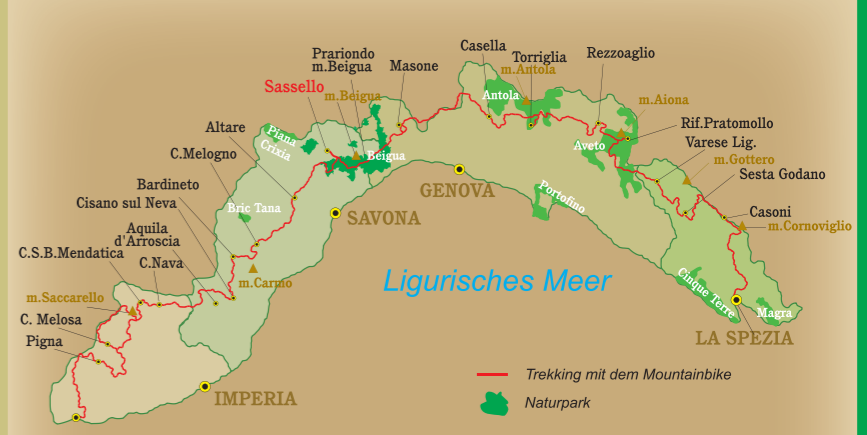 Casella
Torriglia
m.Antola
Rezzoaglio
Prariondo
m.Beigua
Masone
Sassello
m.Beigua
Antola
m.Aiona
Altare
Piana
Crixia
Rif.Pratomollo
C.Melogno
Beigua
Aveto
Varese Lig.
m.Gottero
Sesta Godano
Bardineto
GENOVA
Portofino
Cisano sul Neva
Bric Tana
SAVONA
Casoni
m.Cornoviglio
Aquila
d'Arroscia
C.S.B.Mendatica
C.Nava
m.Carmo
Ligurisches Meer
Cinque Terre
m.Saccarello
Magra
C. Melosa
Pigna
LA SPEZIA
IMPERIA
Trekking mit dem Mountainbike
Naturpark